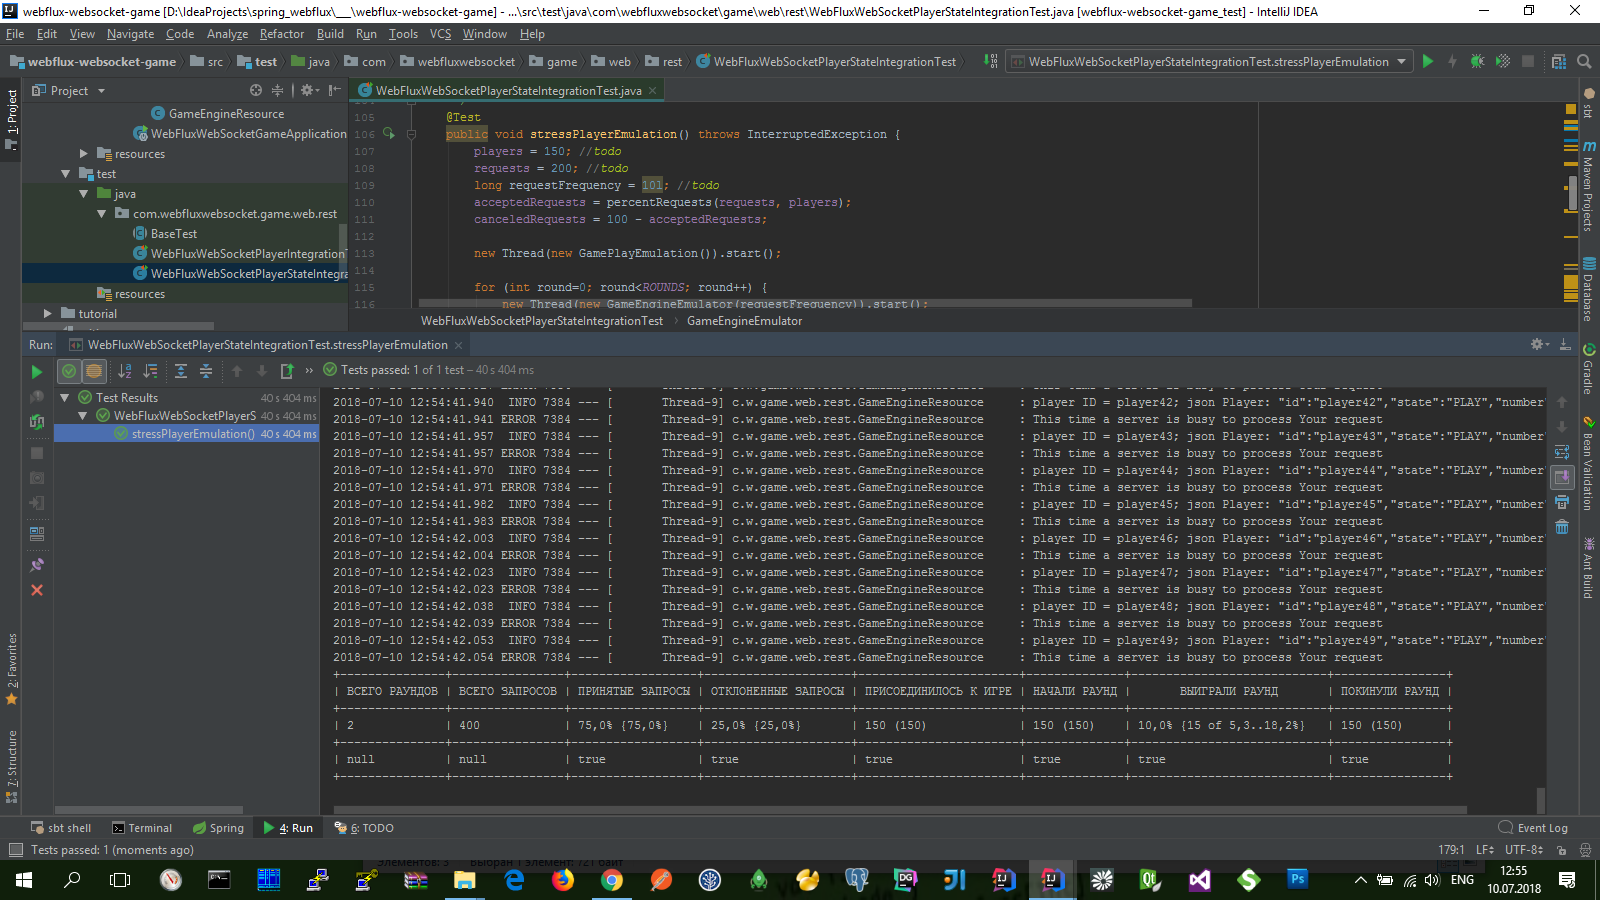 webflux-websocket-game [D:\IdeaProjects\spring_webflux\___\webflux-websocket-game] - ...\src\test\java\com\webfluxwebsocket\game\web\rest\WebFluxWebSocketPlayerStateIntegrationTest.java [webflux-websocket-game_test] - IntelliJ IDEA
File Edit View Navigate Code Analyze Refactor Build Run Tools VCS Window Help
webflux-websocket-game src test java com webfluxwebsocket game web rest WebFluxWebSocketPlayerStateIntegrationTest WebFluxWebSocketPlayerStateIntegrationTest.stressPlayerEmulation
1: Project
Project
GameEngineResource
WebFluxWebSocketGameApplication
resources
test
java
com.webfluxwebsocket.game.web.rest
BaseTest
WebFluxWebSocketPlayerIntegrationT
WebFluxWebSocketPlayerStateIntegra
resources
tutorial
WebFluxWebSocketPlayerStateIntegrationTest.java
105 @Test
106 public void stressPlayerEmulation() throws InterruptedException {
107 players = 150; //todo
108 requests = 200; //todo
109 long requestFrequency = 101; //todo
110 acceptedRequests = percentRequests(requests, players);
111 canceledRequests = 100 - acceptedRequests;
112
113 new Thread(new GamePlayEmulation()).start();
114
115 for (int round=0; round<ROUNDS; round++) {
116 new Thread(new GameEngineEmulator(requestFrequency)).start();
WebFluxWebSocketPlayerStateIntegrationTest GameEngineEmulator
sbt
Maven Projects
Database
Gradle
Bean Validation
Ant Build
Run: WebFluxWebSocketPlayerStateIntegrationTest.stressPlayerEmulation
Tests passed: 1 of 1 test – 40 s 404 ms
Test Results 40 s 404 ms
WebFluxWebSocketPlayerS 40 s 404 ms
stressPlayerEmulation() 40 s 404 ms
2018-07-10 12:54:41.940 INFO 7384 --- [ Thread-9] c.w.game.web.rest.GameEngineResource : player ID = player42; json Player: "id":"player42","state":"PLAY","number"
2018-07-10 12:54:41.941 ERROR 7384 --- [ Thread-9] c.w.game.web.rest.GameEngineResource : This time a server is busy to process Your request
2018-07-10 12:54:41.957 INFO 7384 --- [ Thread-9] c.w.game.web.rest.GameEngineResource : player ID = player43; json Player: "id":"player43","state":"PLAY","number"
2018-07-10 12:54:41.957 ERROR 7384 --- [ Thread-9] c.w.game.web.rest.GameEngineResource : This time a server is busy to process Your request
2018-07-10 12:54:41.970 INFO 7384 --- [ Thread-9] c.w.game.web.rest.GameEngineResource : player ID = player44; json Player: "id":"player44","state":"PLAY","number"
2018-07-10 12:54:41.971 ERROR 7384 --- [ Thread-9] c.w.game.web.rest.GameEngineResource : This time a server is busy to process Your request
2018-07-10 12:54:41.982 INFO 7384 --- [ Thread-9] c.w.game.web.rest.GameEngineResource : player ID = player45; json Player: "id":"player45","state":"PLAY","number"
2018-07-10 12:54:41.983 ERROR 7384 --- [ Thread-9] c.w.game.web.rest.GameEngineResource : This time a server is busy to process Your request
2018-07-10 12:54:42.003 INFO 7384 --- [ Thread-9] c.w.game.web.rest.GameEngineResource : player ID = player46; json Player: "id":"player46","state":"PLAY","number"
2018-07-10 12:54:42.004 ERROR 7384 --- [ Thread-9] c.w.game.web.rest.GameEngineResource : This time a server is busy to process Your request
2018-07-10 12:54:42.023 INFO 7384 --- [ Thread-9] c.w.game.web.rest.GameEngineResource : player ID = player47; json Player: "id":"player47","state":"PLAY","number"
2018-07-10 12:54:42.023 ERROR 7384 --- [ Thread-9] c.w.game.web.rest.GameEngineResource : This time a server is busy to process Your request
2018-07-10 12:54:42.038 INFO 7384 --- [ Thread-9] c.w.game.web.rest.GameEngineResource : player ID = player48; json Player: "id":"player48","state":"PLAY","number"
2018-07-10 12:54:42.039 ERROR 7384 --- [ Thread-9] c.w.game.web.rest.GameEngineResource : This time a server is busy to process Your request
2018-07-10 12:54:42.053 INFO 7384 --- [ Thread-9] c.w.game.web.rest.GameEngineResource : player ID = player49; json Player: "id":"player49","state":"PLAY","number"
2018-07-10 12:54:42.054 ERROR 7384 --- [ Thread-9] c.w.game.web.rest.GameEngineResource : This time a server is busy to process Your request
| ВСЕГО РАУНДОВ | ВСЕГО ЗАПРОСОВ | ПРИНЯТЫЕ ЗАПРОСЫ | ОТКЛОНЕННЫЕ ЗАПРОСЫ | ПРИСОЕДИНИЛОСЬ К ИГРЕ | НАЧАЛИ РАУНД | ВЫИГРАЛИ РАУНД | ПОКИНУЛИ РАУНД |
| 2 | 400 | 75,0% {75,0%} | 25,0% {25,0%} | 150 (150) | 150 (150) | 10,0% {15 of 5,3..18,2%} | 150 (150) |
| null | null | true | true | true | true | true | true |
2: Favorites
7: Structure
sbt shell Terminal Spring 4: Run 6: TODO Event Log
Tests passed: 1 (moments ago) 179:1 LF UTF-8
Элементов: 3 Выбран 1 элемент: 721 байт
ENG 12:55
10.07.2018